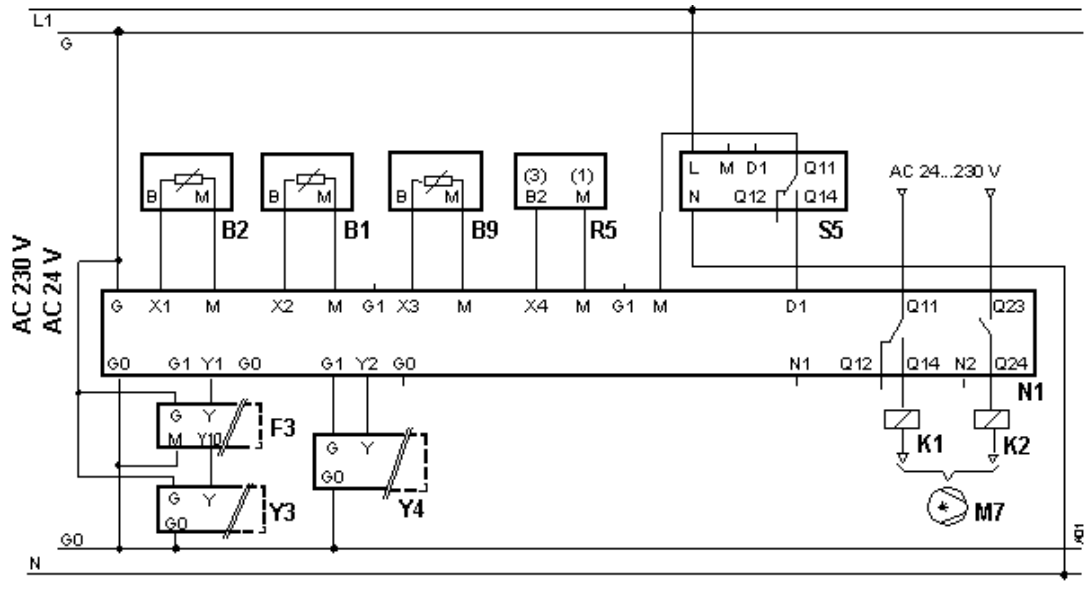 L1
G
AC 230 V
AC 24 V
B M
B2
B M
B1
B M
B9
(3) (1)
B2 M
R5
L M D1 Q11
N Q12 Q14
S5
AC 24...230 V
G X1 M X2 M G1 X3 M X4 M G1 M D1 Q11 Q23
G0 G1 Y1 G0 G1 Y2 G0 N1 Q12 Q14 N2 Q24
N1
G Y
M Y10
F3
G Y
G0
Y4
G Y
G0
Y3
K1
K2
M7
G0
N